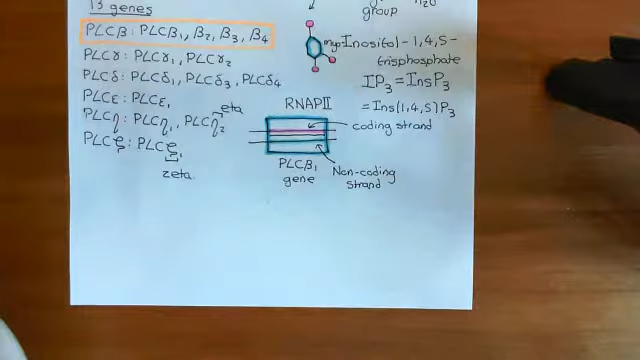 13 genes
group
H2O
PLCβ : PLCβ1, β2, β3, β4
PLCγ : PLCγ1, PLCγ2
PLCδ : PLCδ1, PLCδ3, PLCδ4
PLCε : PLCε1
eta
PLCη : PLCη1, PLCη2
PLCξ : PLCξ1
zeta
myo-Inositol-1,4,5-
trisphosphate
IP3 = InsP3
= Ins(1,4,5)P3
RNAPII
coding strand
PLCβ1
gene
Non-coding
strand